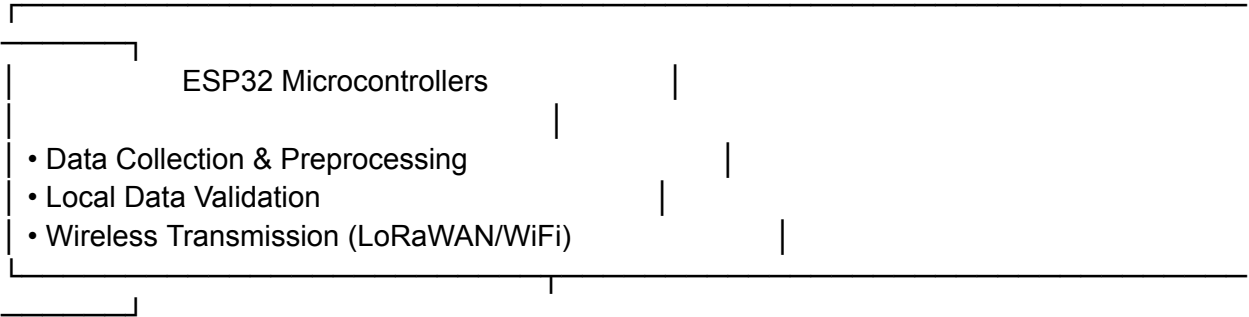 ESP32 Microcontrollers
• Data Collection & Preprocessing
• Local Data Validation
• Wireless Transmission (LoRaWAN/WiFi)